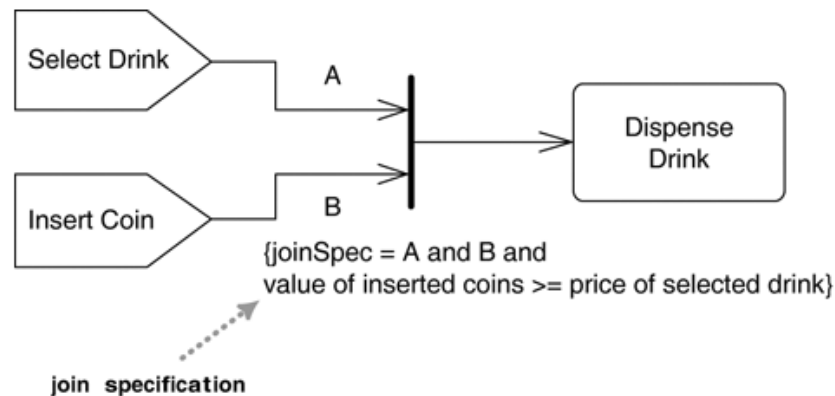 Select Drink
A
Dispense
Drink
Insert Coin
B
{joinSpec = A and B and
value of inserted coins >= price of selected drink}
join specification